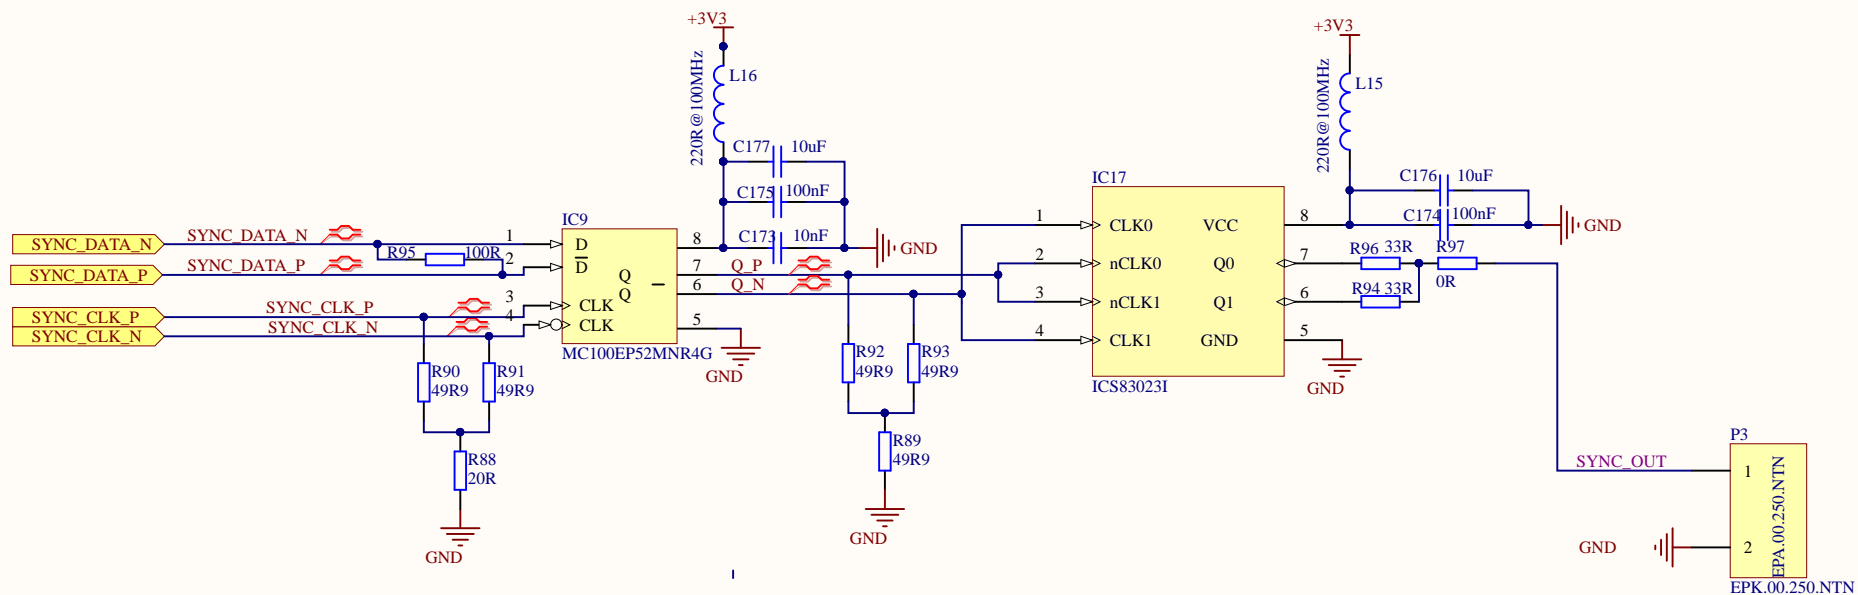 +3V3
L16
220R@100MHz
C177 10uF
C175 100nF
C173 10nF
GND
+3V3
L15
220R@100MHz
C176 10uF
C174 100nF
GND
SYNC_DATA_N
SYNC_DATA_N
SYNC_DATA_P
SYNC_DATA_P
R95 100R
SYNC_CLK_P
SYNC_CLK_P
SYNC_CLK_N
SYNC_CLK_N
IC9
1 D
2 D
3 CLK
4 CLK
Q
Q
8
7
6
5
MC100EP52MNR4G
GND
R90
49R9
R91
49R9
R88
20R
GND
Q_P
Q_N
R92
49R9
R93
49R9
R89
49R9
GND
IC17
1 CLK0 VCC 8
2 nCLK0 Q0 7
3 nCLK1 Q1 6
4 CLK1 GND 5
ICS83023I
GND
R96 33R
R97
0R
R94 33R
SYNC_OUT
P3
1
2
EPA.00.250.NTN
GND
EPK.00.250.NTN